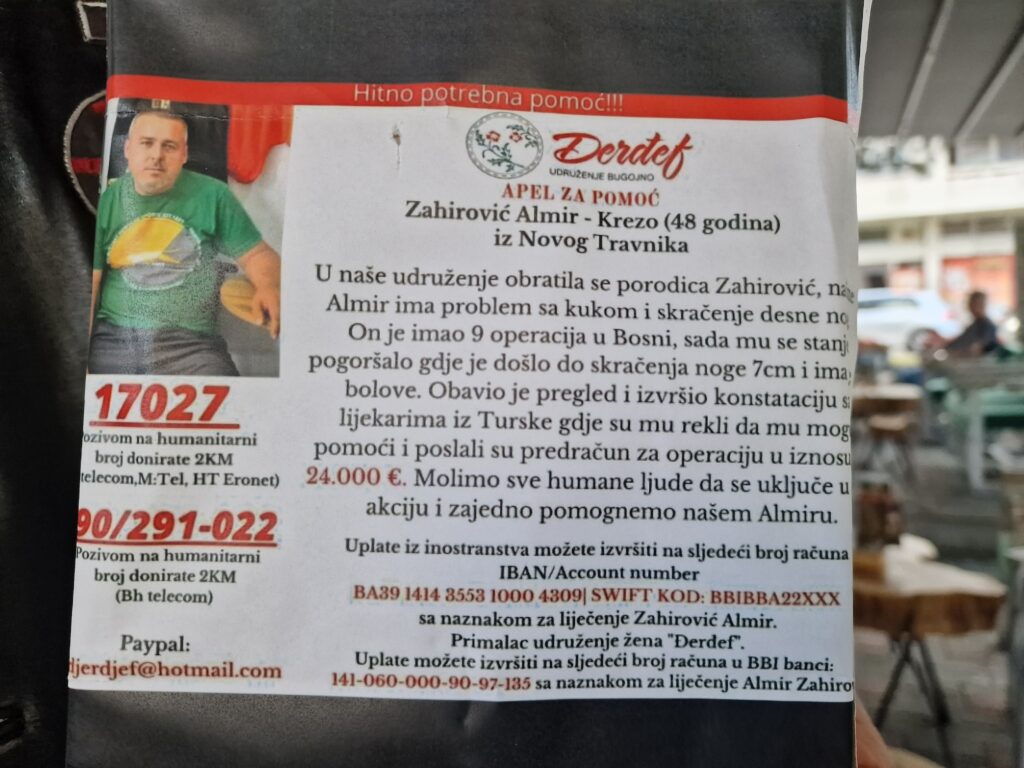 Hitno potrebna pomoć!!!
Đerđef
UDRUŽENJE BUGOJNO
APEL ZA POMOĆ
Zahirović Almir - Krezo (48 godina)
iz Novog Travnika
U naše udruženje obratila se porodica Zahirović,
Almir ima problem sa kukom i skraćenje desne
On je imao 9 operacija u Bosni, sada mu se
pogoršalo gdje je došlo do skraćenja noge 7cm i
bolove. Obavio je pregled i izvršio konstataciju
lijekarima iz Turske gdje su mu rekli da mu
pomoći i poslali su predračun za operaciju u iznosu
24.000 €. Molimo sve humane ljude da se uključe u
akciju i zajedno pomognemo našem Almiru.
Uplate iz inostranstva možete izvršiti na sljedeći broj računa
IBAN/Account number
BA39 1414 3553 1000 4309| SWIFT KOD: BBIBBA22XXX
sa naznakom za liječenje Zahirović Almir.
Primalac udruženje žena "Đerđef".
Uplate možete izvršiti na sljedeći broj računa u BBI banci:
141-060-000-90-97-135 sa naznakom za liječenje Almir
17027
Pozivom na humanitarni
broj donirate 2KM
telecom,M:Tel, HT Eronet)
90/291-022
Pozivom na humanitarni
broj donirate 2KM
(Bh telecom)
Paypal:
djerdjef@hotmail.com